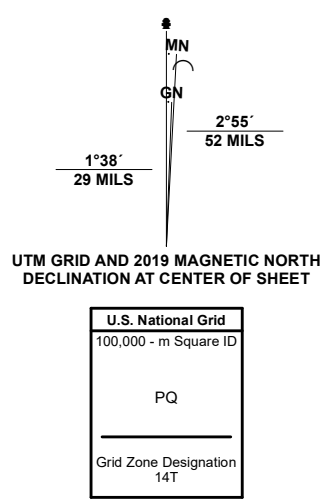 MN
GN
2°55´
52 MILS
1°38´
29 MILS
UTM GRID AND 2019 MAGNETIC NORTH
DECLINATION AT CENTER OF SHEET
U.S. National Grid
100,000 - m Square ID
PQ
Grid Zone Designation
14T